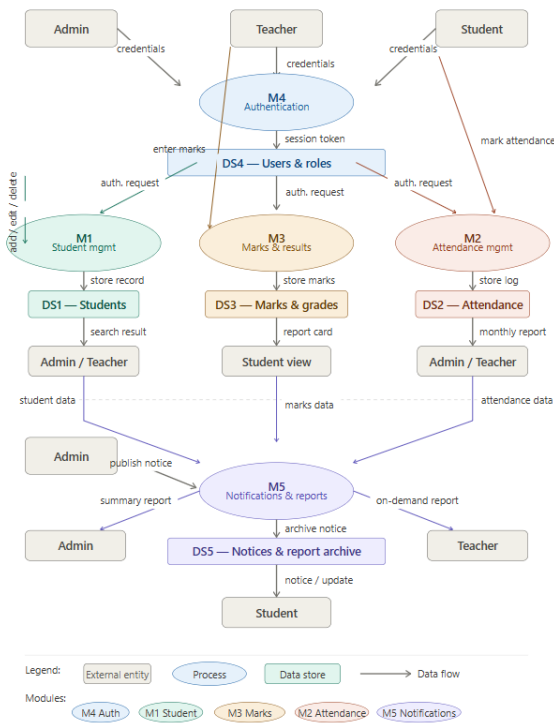 Admin
Teacher
Student
credentials
credentials
credentials
M4
Authentication
mark attendance
session token
enter marks
DS4 — Users & roles
add / edit / delete
auth. request
auth. request
auth. request
M1
Student mgmt
M3
Marks & results
M2
Attendance mgmt
store record
store marks
store log
DS1 — Students
DS3 — Marks & grades
DS2 — Attendance
search result
report card
monthly report
Admin / Teacher
Student view
Admin / Teacher
student data
marks data
attendance data
Admin
publish notice
M5
Notifications & reports
summary report
on-demand report
archive notice
Admin
DS5 — Notices & report archive
Teacher
notice / update
Student
Legend:
External entity
Process
Data store
Data flow
Modules:
M4 Auth
M1 Student
M3 Marks
M2 Attendance
M5 Notifications